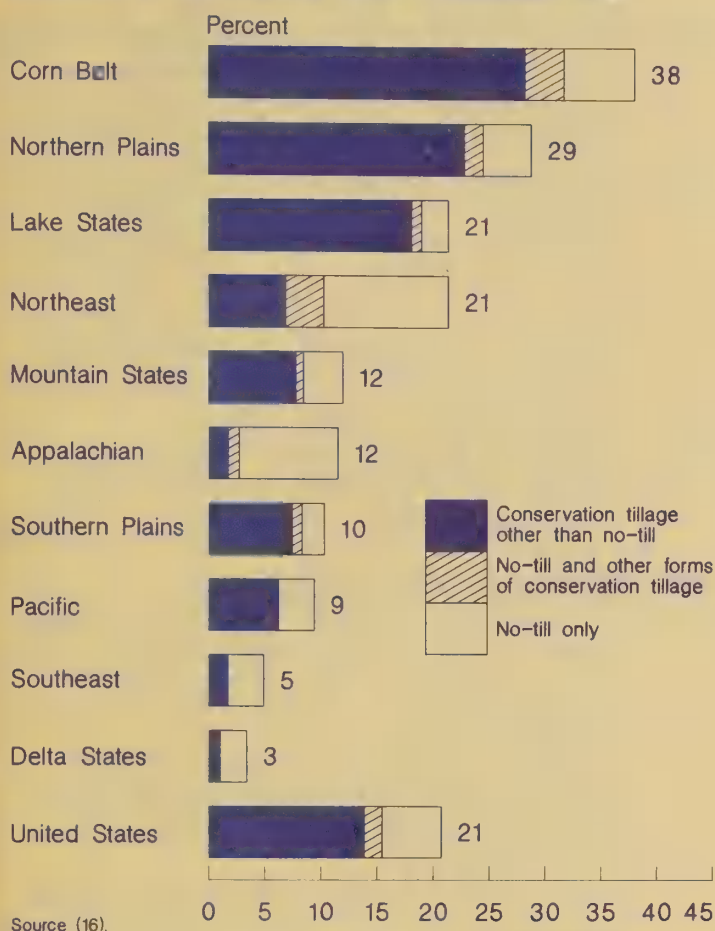 Percent
Corn Belt 38
Northern Plains 29
Lake States 21
Northeast 21
Mountain States 12
Appalachian 12
Southern Plains 10
Pacific 9
Southeast 5
Delta States 3
United States 21
Conservation tillage
other than no-till
No-till and other forms
of conservation tillage
No-till only
0 5 10 15 20 25 30 35 40 45
Source (16).